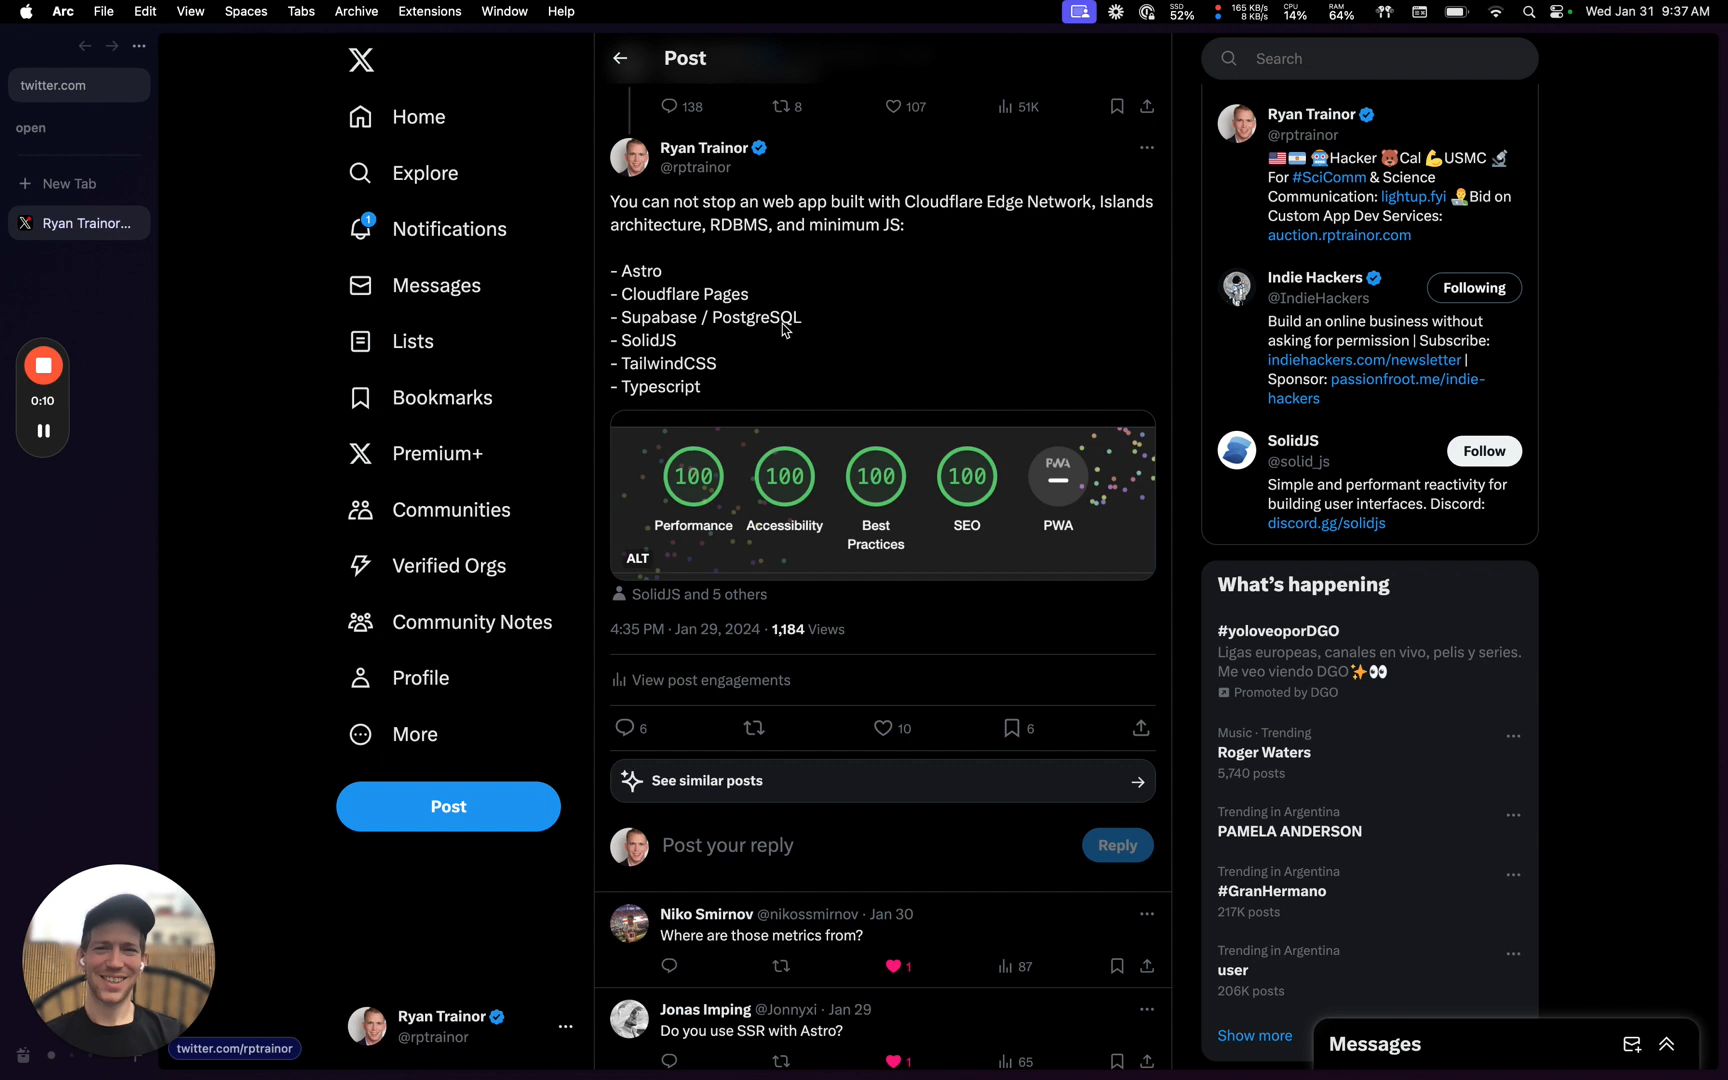 Arc File Edit View Spaces Tabs Archive Extensions Window Help
SSD 52% 165 KB/s 8 KB/s CPU 14% RAM 64% Wed Jan 31 9:37 AM
twitter.com
open
New Tab
Ryan Trainor...
0:10
Home
Explore
1
Notifications
Messages
Lists
Bookmarks
Premium+
Communities
Verified Orgs
Community Notes
Profile
More
Post
Ryan Trainor
@rptrainor
twitter.com/rptrainor
Post
138 8 107 51K
Ryan Trainor
@rptrainor
You can not stop an web app built with Cloudflare Edge Network, Islands
architecture, RDBMS, and minimum JS:
- Astro
- Cloudflare Pages
- Supabase / PostgreSQL
- SolidJS
- TailwindCSS
- Typescript
100 100 100 100 PWA
Performance Accessibility Best SEO PWA
Practices
ALT
SolidJS and 5 others
4:35 PM · Jan 29, 2024 · 1,184 Views
View post engagements
6 10 6
See similar posts
Post your reply
Reply
Niko Smirnov @nikossmirnov · Jan 30
Where are those metrics from?
1 87
Jonas Imping @Jonnyxi · Jan 29
Do you use SSR with Astro?
1 65
Search
Ryan Trainor
@rptrainor
Hacker Cal USMC
For #SciComm & Science
Communication: lightup.fyi Bid on
Custom App Dev Services:
auction.rptrainor.com
Indie Hackers
@IndieHackers
Following
Build an online business without
asking for permission | Subscribe:
indiehackers.com/newsletter |
Sponsor: passionfroot.me/indie-
hackers
SolidJS
@solid_js
Follow
Simple and performant reactivity for
building user interfaces. Discord:
discord.gg/solidjs
What's happening
#yoloveoporDGO
Ligas europeas, canales en vivo, pelis y series.
Me veo viendo DGO✨👀
Promoted by DGO
Music · Trending
Roger Waters
5,740 posts
Trending in Argentina
PAMELA ANDERSON
Trending in Argentina
#GranHermano
217K posts
Trending in Argentina
user
206K posts
Show more
Messages